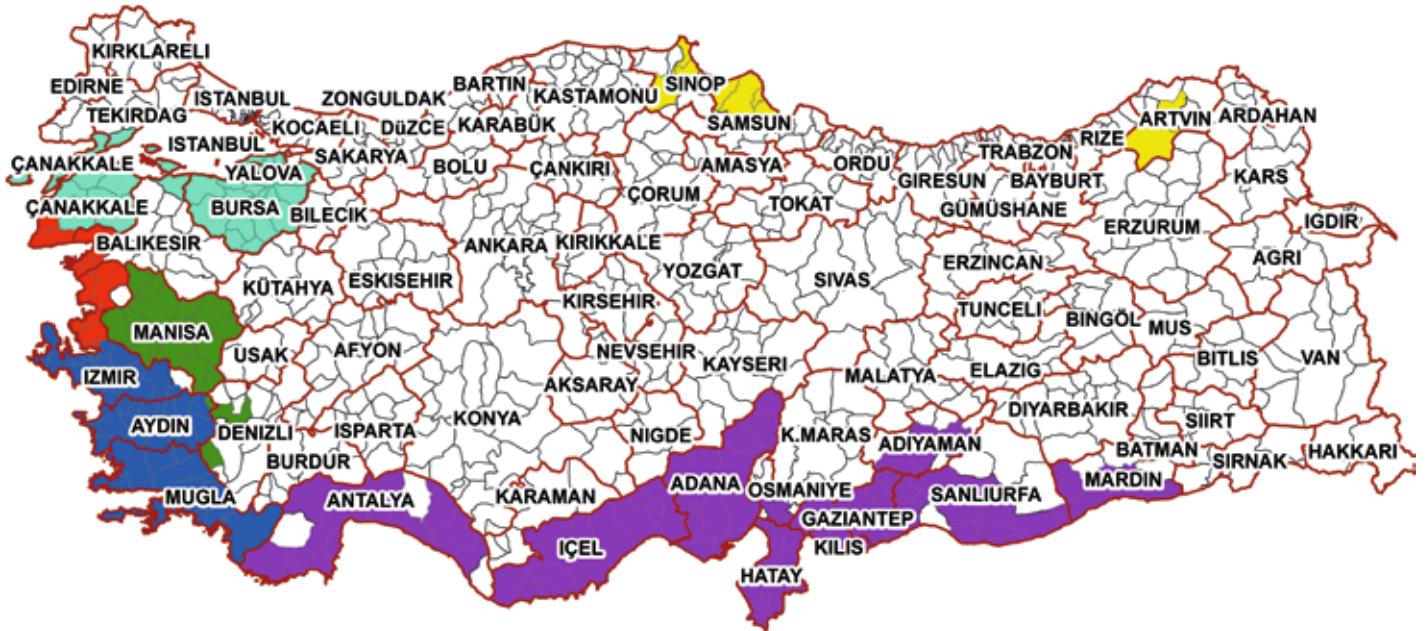 KIRKLARELI
EDIRNE
TEKIRDAG
ISTANBUL
ISTANBUL
KOCAELI
YALOVA
ÇANAKKALE
ÇANAKKALE
BURSA
BILECIK
BALIKESIR
ZONGULDAK
DüZCE
SAKARYA
BARTIN
KARABÜK
BOLU
KASTAMONU
ÇANKIRI
SINOP
SAMSUN
AMASYA
ÇORUM
ORDU
TOKAT
GIRESUN
TRABZON
RIZE
BAYBURT
GÜMÜSHANE
ARTVIN
ARDAHAN
KARS
IGDIR
ERZURUM
AGRI
ERZINCAN
ANKARA
KIRIKKALE
YOZGAT
SIVAS
ESKISEHIR
KÜTAHYA
KIRSEHIR
TUNCELI
BINGÖL
MUS
BITLIS
VAN
MANISA
USAK
AFYON
NEVSEHIR
KAYSERI
AKSARAY
MALATYA
ELAZIG
IZMIR
AYDIN
DENIZLI
ISPARTA
KONYA
NIGDE
K.MARAS
ADIYAMAN
DIYARBAKIR
SIIRT
BATMAN
SIRNAK
HAKKARI
BURDUR
MUGLA
ANTALYA
KARAMAN
ADANA
OSMANIYE
GAZIANTEP
SANLIURFA
MARDIN
IÇEL
KILIS
HATAY